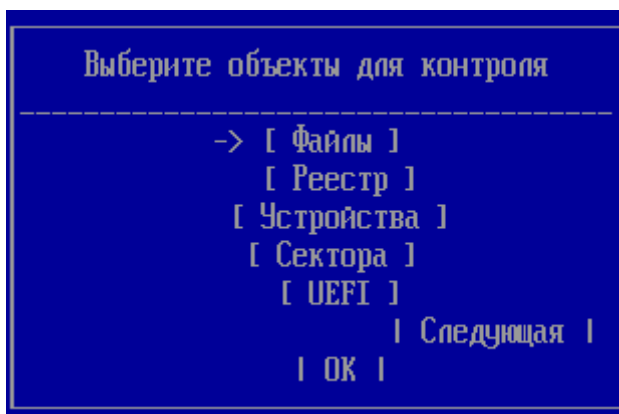 Выберите объекты для контроля
-> [ Файлы ]
[ Реестр ]
[ Устройства ]
[ Сектора ]
[ UEFI ]
| Следующая |
| OK |